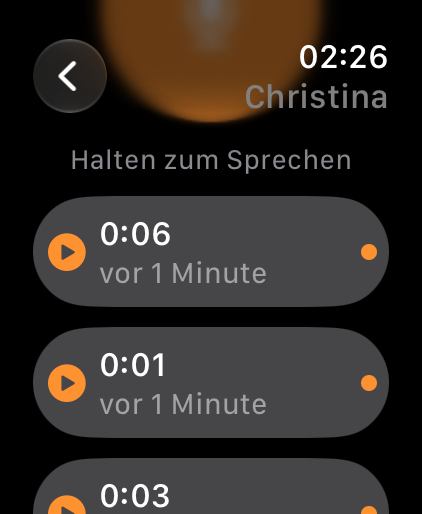 02:26
Christina
Halten zum Sprechen
0:06
vor 1 Minute
0:01
vor 1 Minute
0:03